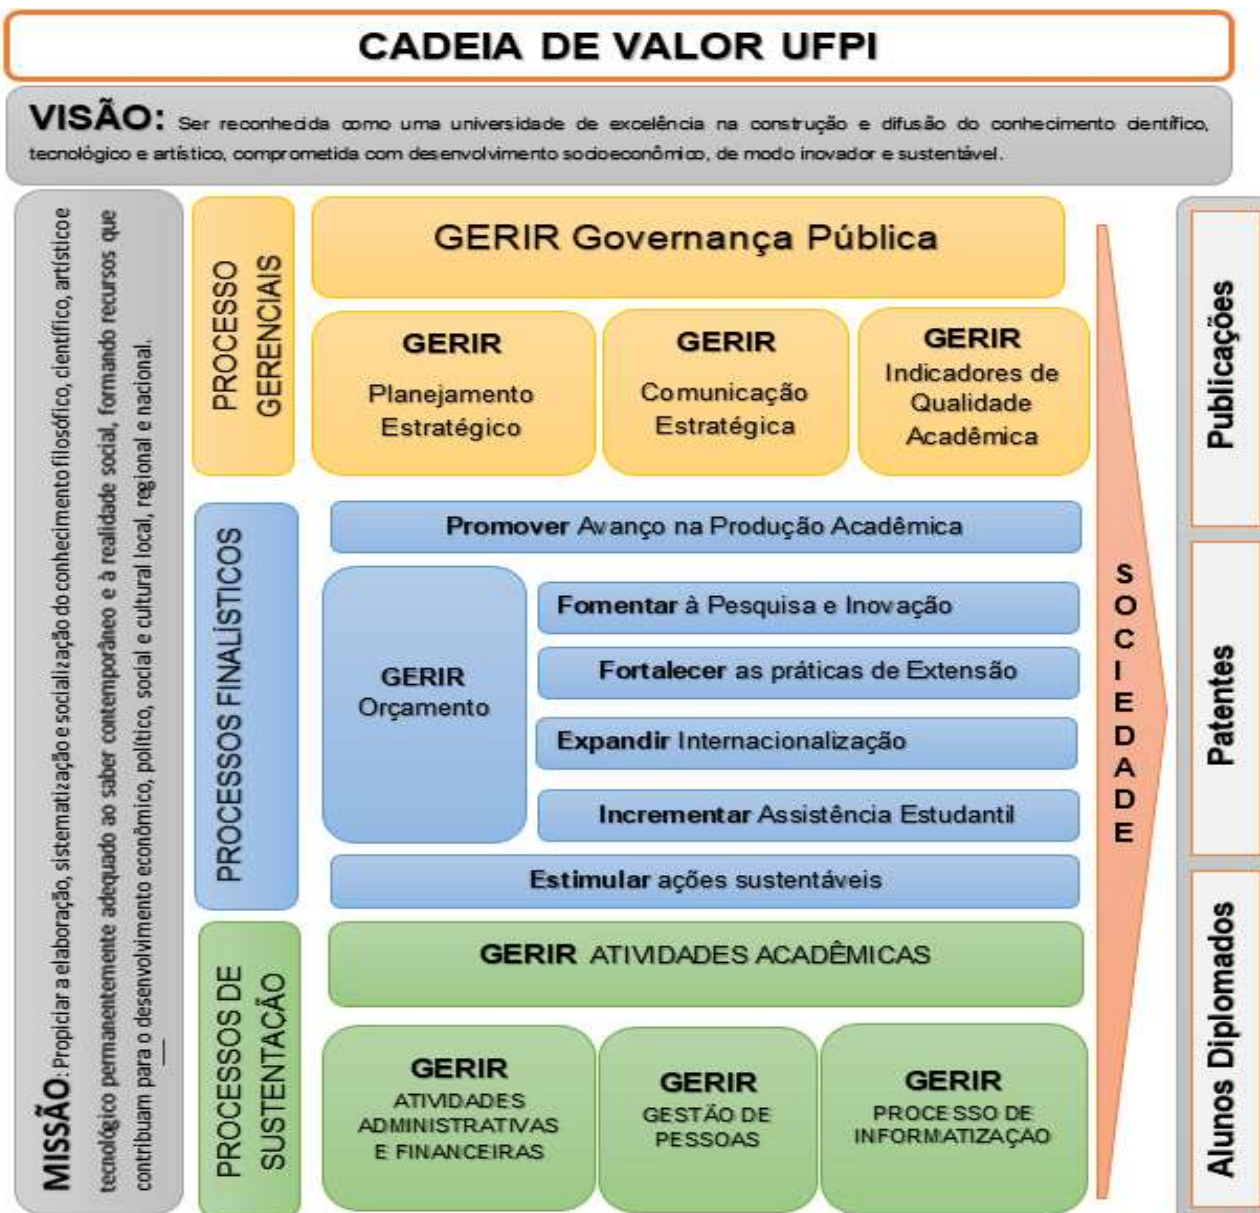 CADEIA DE VALOR UFPI
VISÃO: Ser reconhecida como uma universidade de excelência na construção e difusão do conhecimento científico,
tecnológico e artístico, comprometida com desenvolvimento socioeconômico, de modo inovador e sustentável.
MISSÃO: Propiciar a elaboração, sistematização e socialização do conhecimento filosófico, científico, artístico e
tecnológico permanentemente adequado ao saber contemporâneo e à realidade social, formando recursos que
contribuam para o desenvolvimento econômico, político, social e cultural local, regional e nacional.
PROCESSO
GERENCIAIS
GERIR Governança Pública
GERIR
Planejamento
Estratégico
GERIR
Comunicação
Estratégica
GERIR
Indicadores de
Qualidade
Acadêmica
PROCESSOS FINALÍSTICOS
Promover Avanço na Produção Acadêmica
GERIR
Orçamento
Fomentar à Pesquisa e Inovação
Fortalecer as práticas de Extensão
Expandir Internacionalização
Incrementar Assistência Estudantil
Estimular ações sustentáveis
PROCESSOS DE
SUSTENTAÇÃO
GERIR ATIVIDADES ACADÊMICAS
GERIR
ATIVIDADES
ADMINISTRATIVAS
E FINANCEIRAS
GERIR
GESTÃO DE
PESSOAS
GERIR
PROCESSO DE
INFORMATIZAÇAO
SOCIEDADE
Publicações
Patentes
Alunos Diplomados